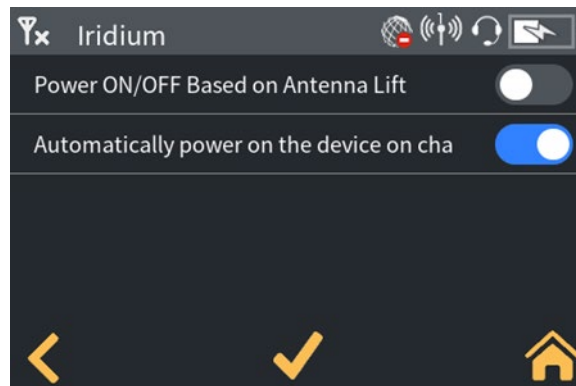 Iridium
Power ON/OFF Based on Antenna Lift
Automatically power on the device on cha